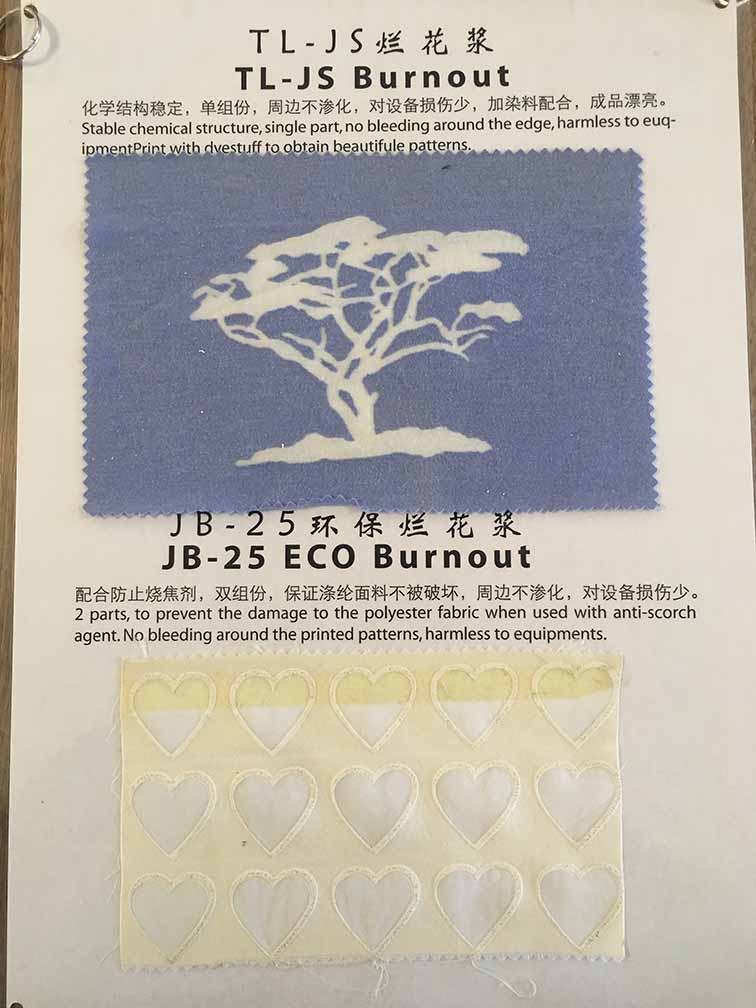 TL-JS烂花浆
TL-JS Burnout
化学结构稳定，单组份，周边不渗化，对设备损伤少，加染料配合，成品漂亮。
Stable chemical structure, single part, no bleeding around the edge, harmless to euq-
ipmentPrint with dyestuff to obtain beautifule patterns.
JB-25环保烂花浆
JB-25 ECO Burnout
配合防止烧焦剂，双组份，保证涤纶面料不被破坏，周边不渗化，对设备损伤少。
2 parts, to prevent the damage to the polyester fabric when used with anti-scorch
agent. No bleeding around the printed patterns, harmless to equipments.